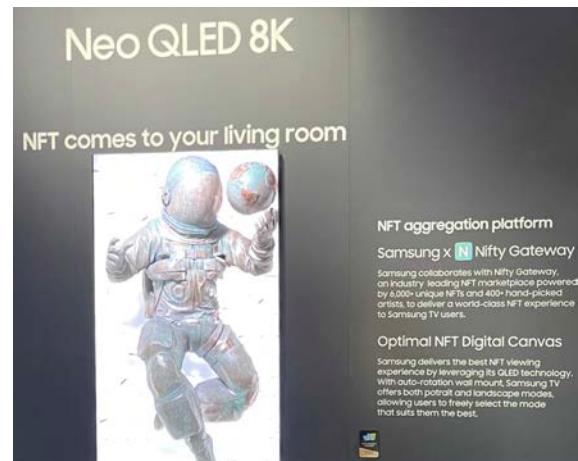 Neo QLED 8K
NFT comes to your living room
NFT aggregation platform
Samsung x N Nifty Gateway
Samsung collaborates with Nifty Gateway,
an industry leading NFT marketplace powered
by 6,000+ unique NFTs and 400+ hand-picked
artists, to deliver a world-class NFT experience
to Samsung TV users.
Optimal NFT Digital Canvas
Samsung delivers the best NFT viewing
experience by leveraging its QLED technology.
With auto-rotation wall mount, Samsung TV
offers both potrait and landscape modes,
allowing users to freely select the mode
that suits them the best.